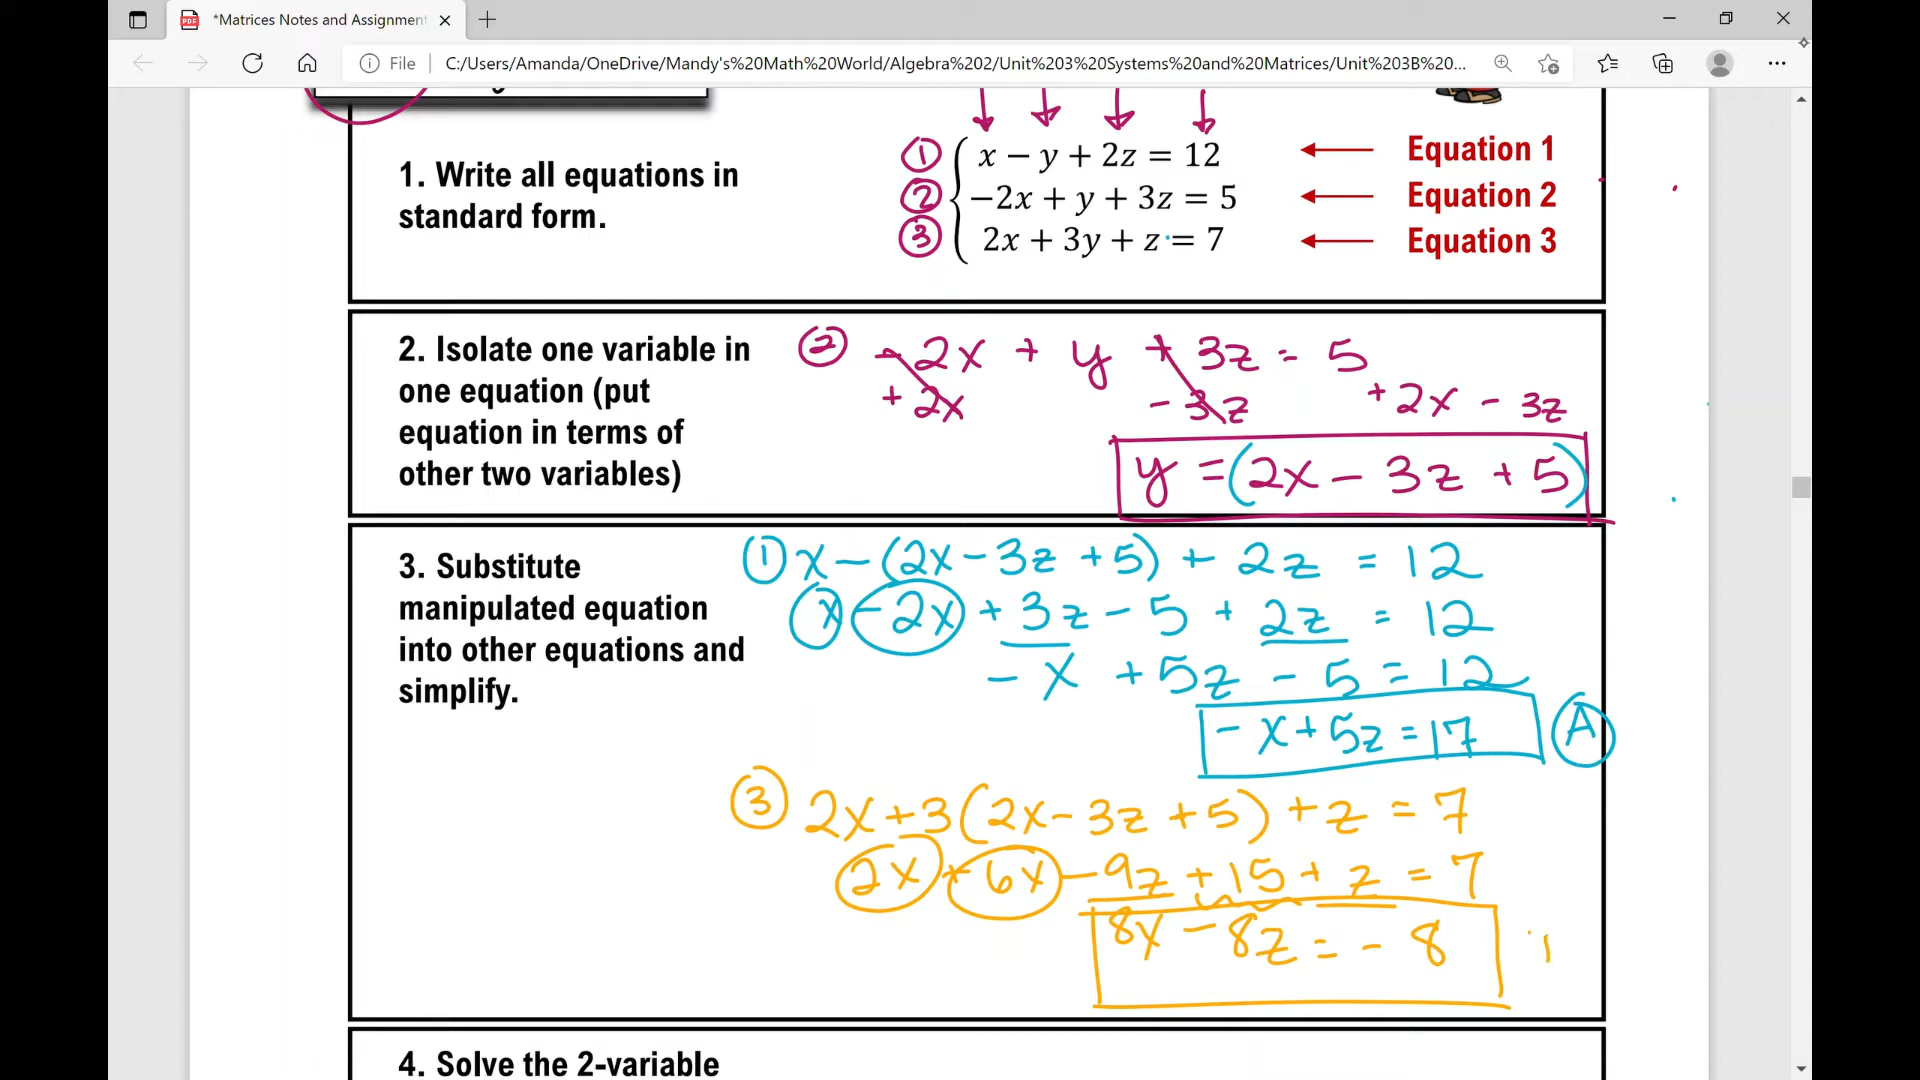 *Matrices Notes and Assignment
File C:/Users/Amanda/OneDrive/Mandy's%20Math%20World/Algebra%202/Unit%203%20Systems%20and%20Matrices/Unit%203B%20...
1. Write all equations in
standard form.
① x − y + 2z = 12 ← Equation 1
② −2x + y + 3z = 5 ← Equation 2
③ 2x + 3y + z = 7 ← Equation 3
2. Isolate one variable in
one equation (put
equation in terms of
other two variables)
② -2x + y + 3z = 5
+ 2x - 3z + 2x - 3z
y = (2x - 3z + 5)
3. Substitute
manipulated equation
into other equations and
simplify.
① x - (2x - 3z + 5) + 2z = 12
x - 2x + 3z - 5 + 2z = 12
- x + 5z - 5 = 12
- x + 5z = 17 Ⓐ
③ 2x + 3(2x - 3z + 5) + z = 7
2x + 6x - 9z + 15 + z = 7
8x - 8z = - 8
4. Solve the 2-variable